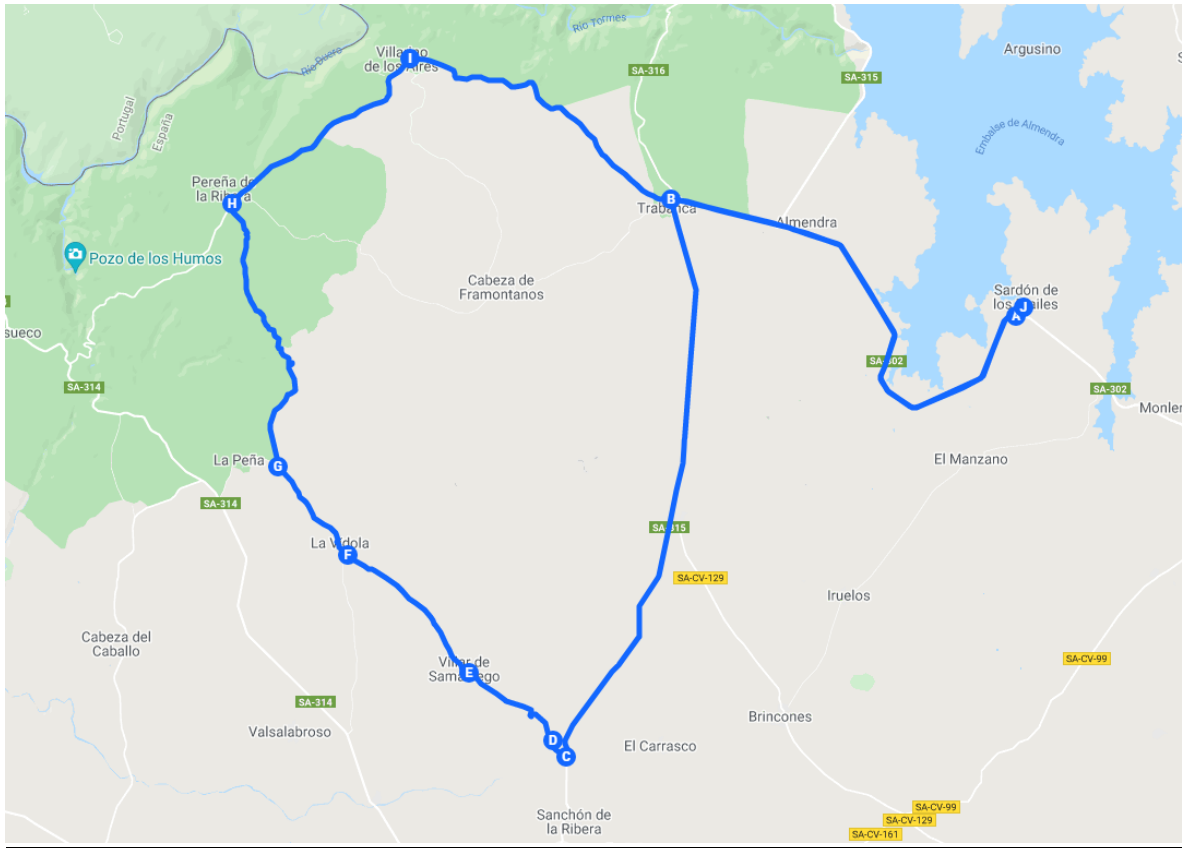 Rio Tormes
Argusino
Villarino
de los Aires
I
Rio Duero
SA-316
SA-315
Portugal
España
Embalse de Almendra
Pereña de
la Ribera
H
B
Trabanca
Almendra
Pozo de los Humos
Cabeza de
Framontanos
Sardón de
los Frailes
J
A
sueco
SA-302
SA-314
SA-302
Monler
La Peña
G
El Manzano
SA-314
SA-315
La Vídola
F
SA-CV-129
Iruelos
Cabeza del
Caballo
SA-CV-99
Villar de
Samaniego
E
SA-314
Valsalabroso
Brincones
D
C
El Carrasco
Sanchón de
la Ribera
SA-CV-99
SA-CV-129
SA-CV-161